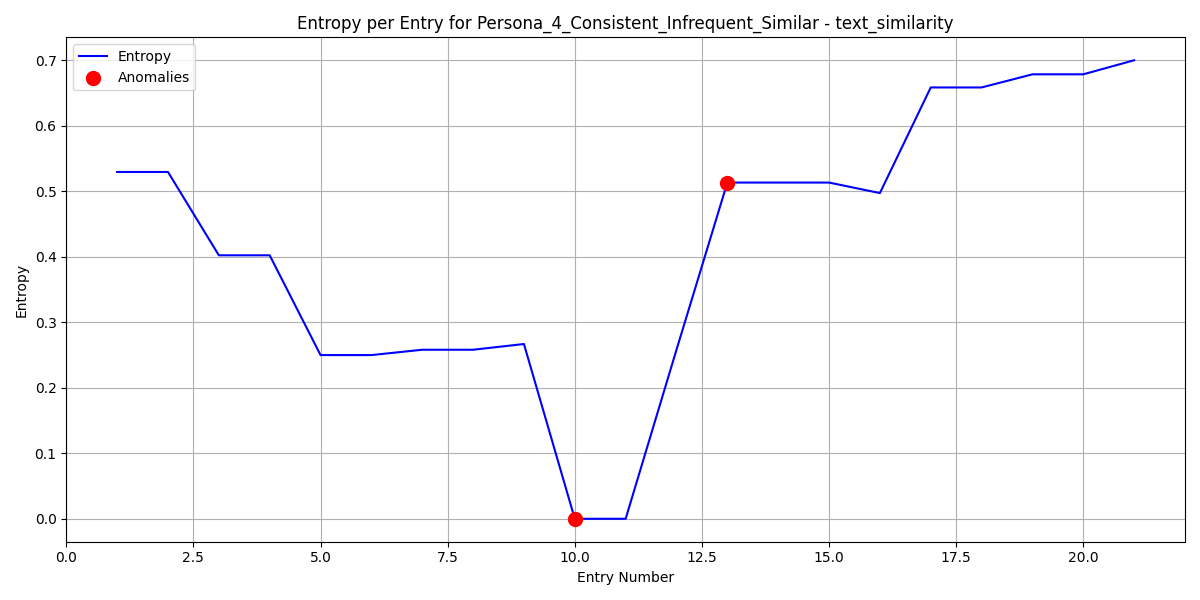 Entropy per Entry for Persona_4_Consistent_Infrequent_Similar - text_similarity
Entropy
Anomalies
0.7
0.6
0.5
0.4
0.3
0.2
0.1
0.0
Entropy
0.0 2.5 5.0 7.5 10.0 12.5 15.0 17.5 20.0
Entry Number